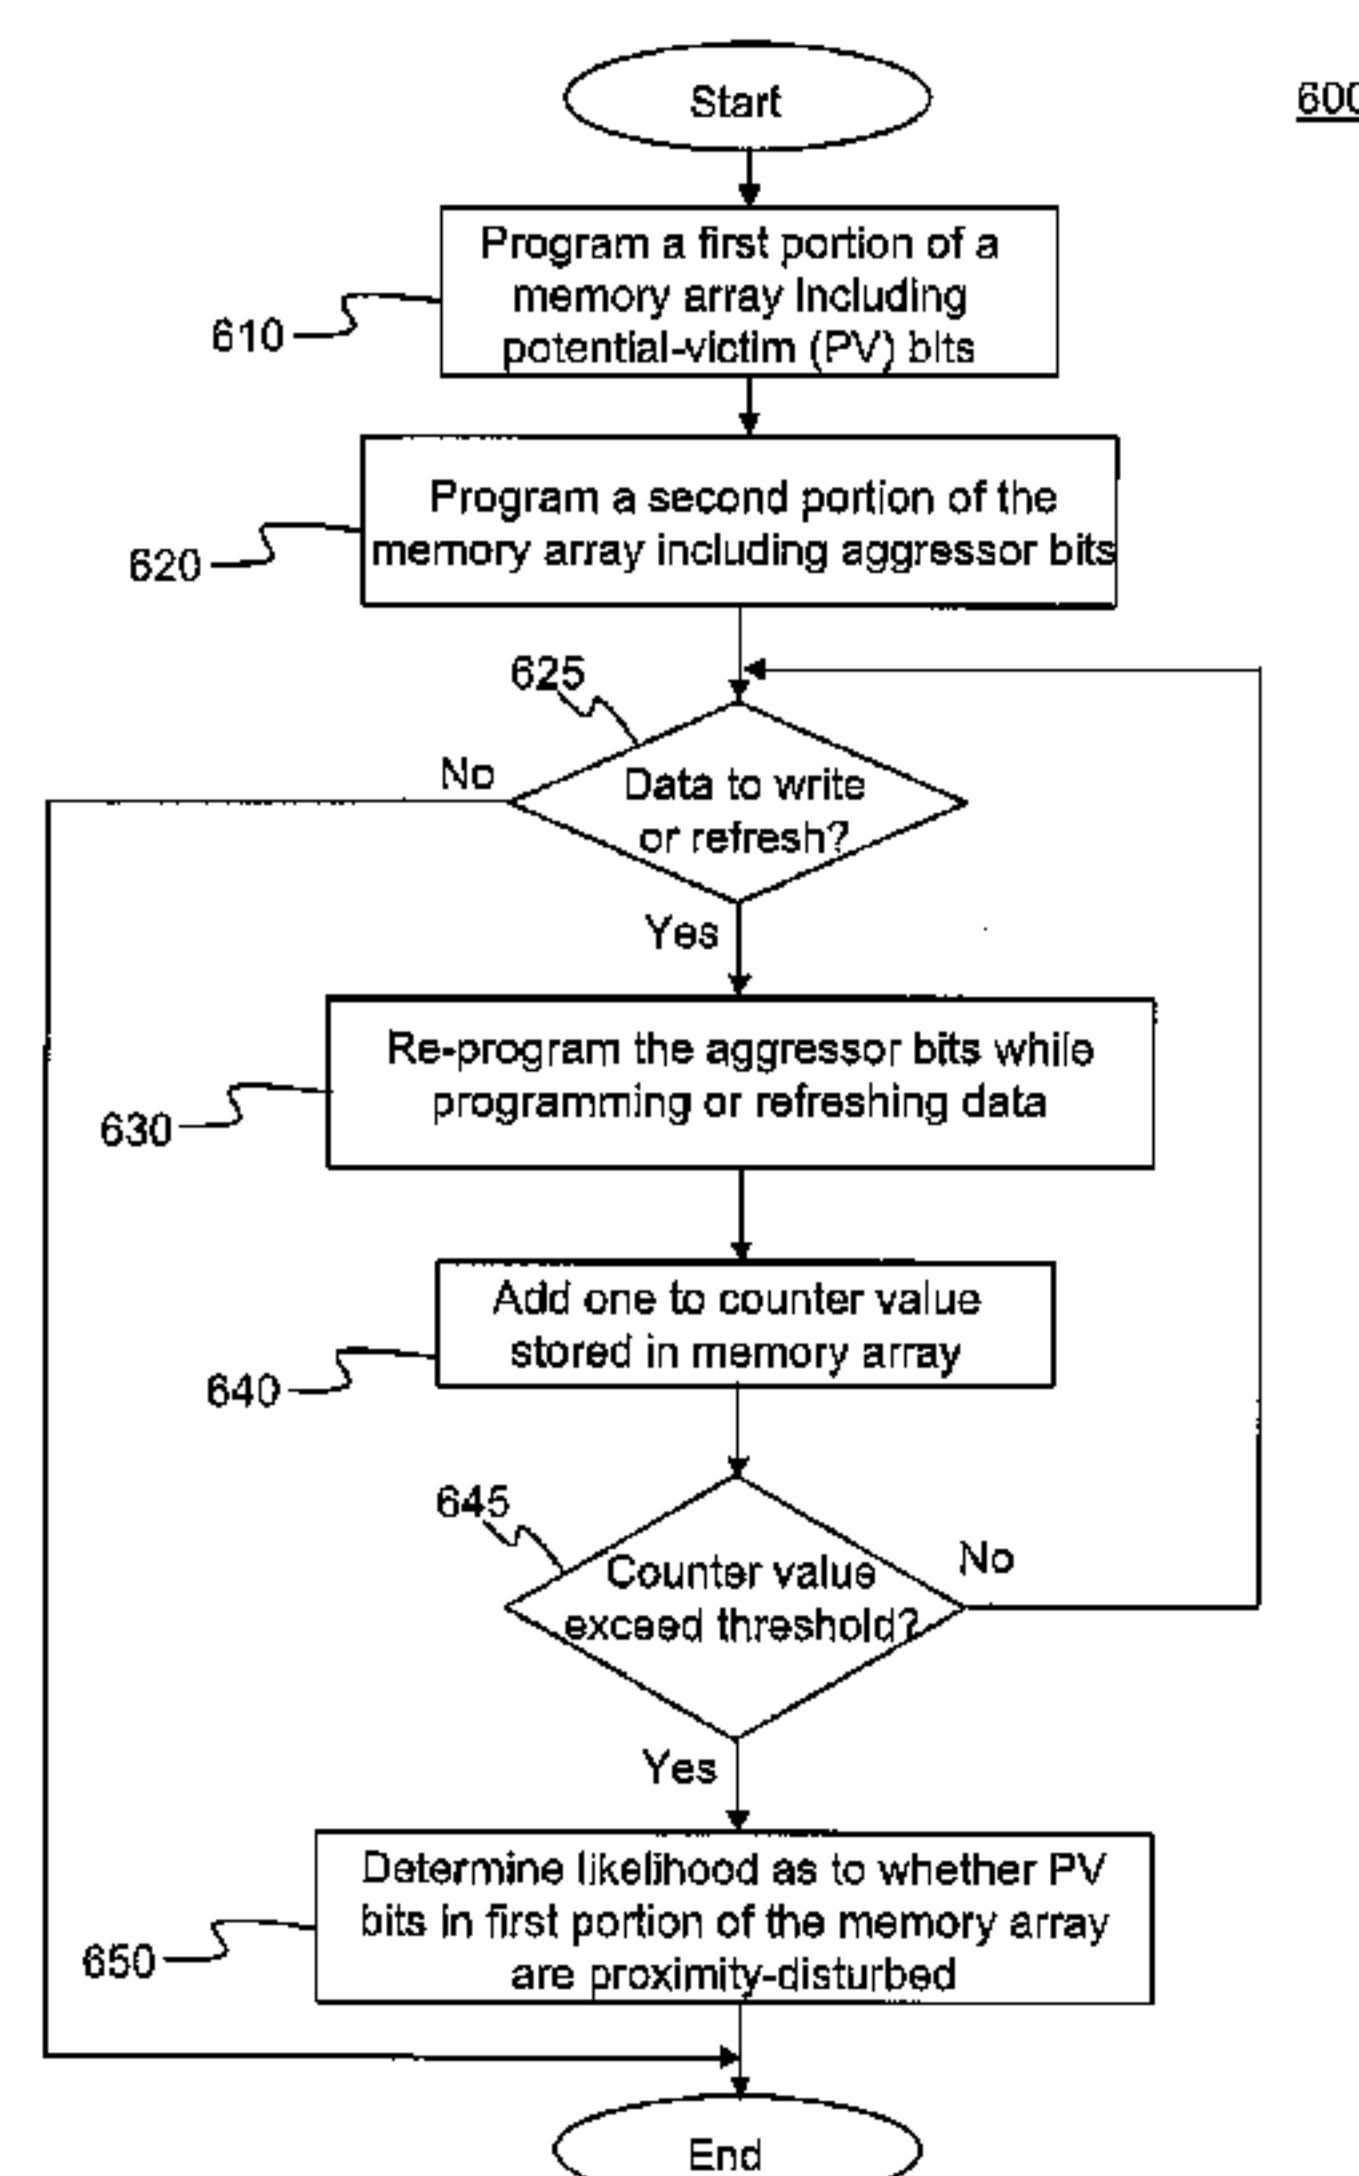 Start
600
Program a first portion of a
memory array including
potential-victim (PV) bits
610
Program a second portion of the
memory array including aggressor bits
620
625
No
Data to write
or refresh?
Yes
Re-program the aggressor bits while
programming or refreshing data
630
Add one to counter value
stored in memory array
640
645
Counter value
exceed threshold?
No
Yes
Determine likelihood as to whether PV
bits in first portion of the memory array
are proximity-disturbed
650
End